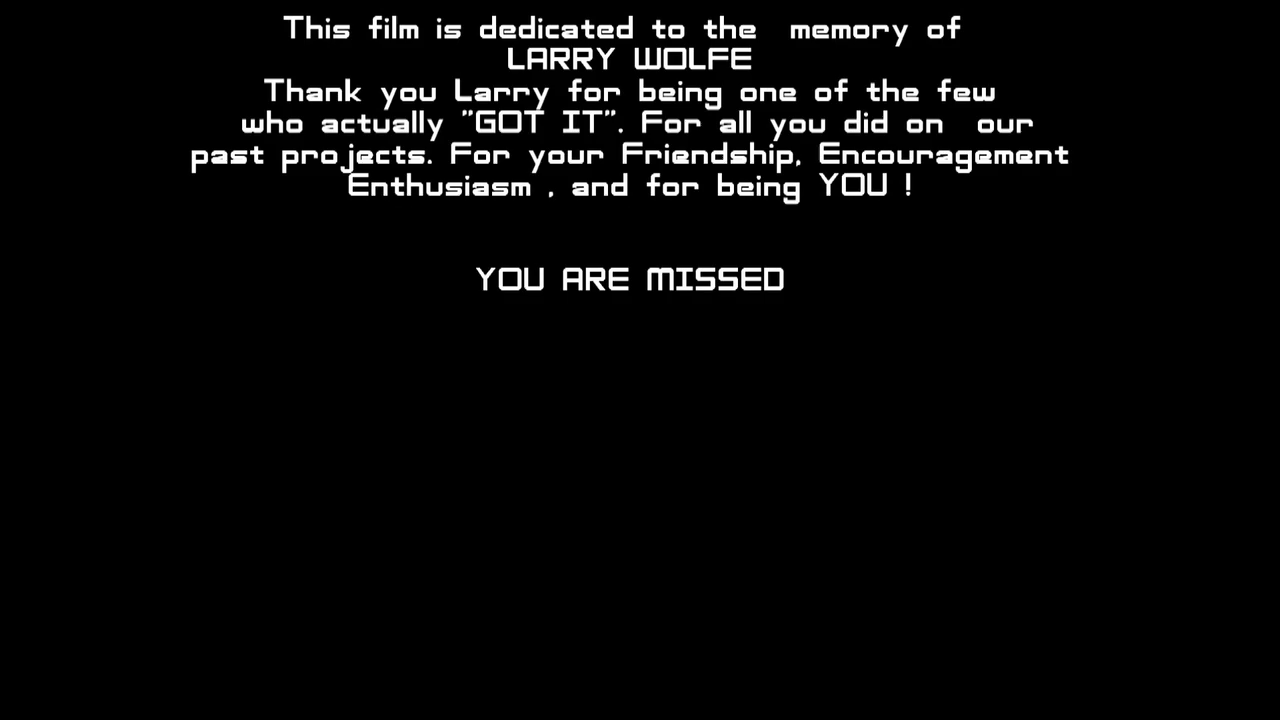 This film is dedicated to the  memory of
LARRY WOLFE
Thank you Larry for being one of the few
who actually "GOT IT". For all you did on  our
past projects. For your Friendship, Encouragement
Enthusiasm , and for being YOU !
YOU ARE MISSED